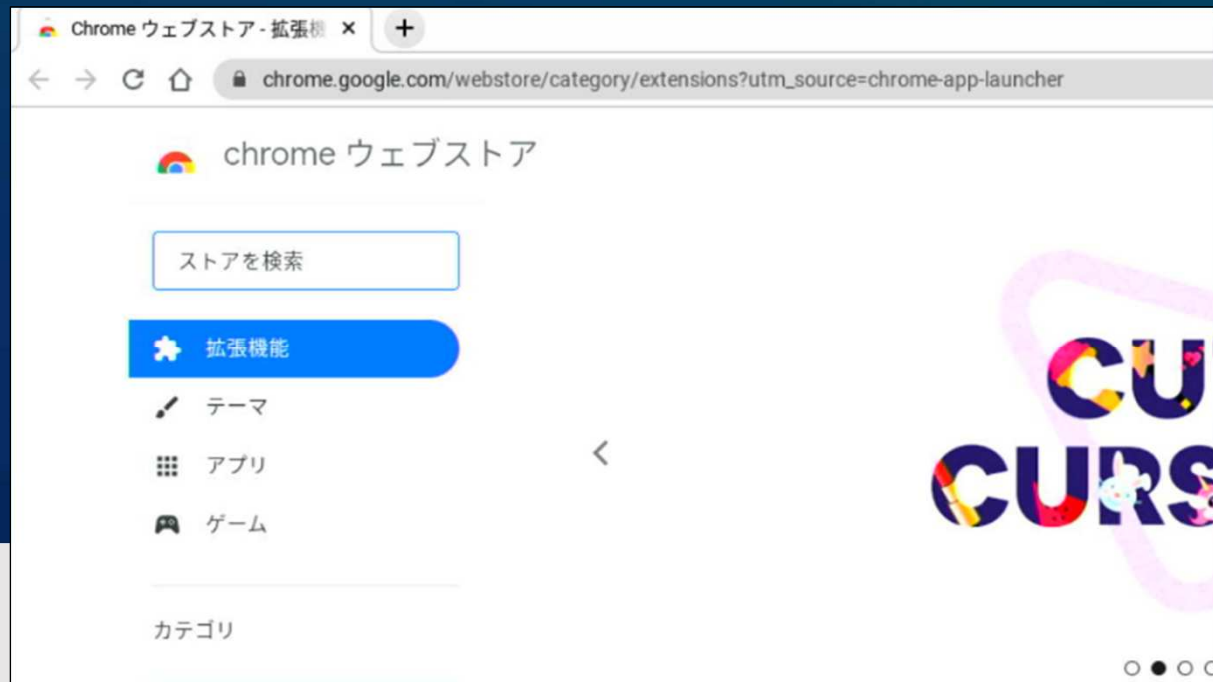 Chrome ウェブストア - 拡張機
chrome.google.com/webstore/category/extensions?utm_source=chrome-app-launcher
chrome ウェブストア
ストアを検索
拡張機能
テーマ
アプリ
ゲーム
カテゴリ